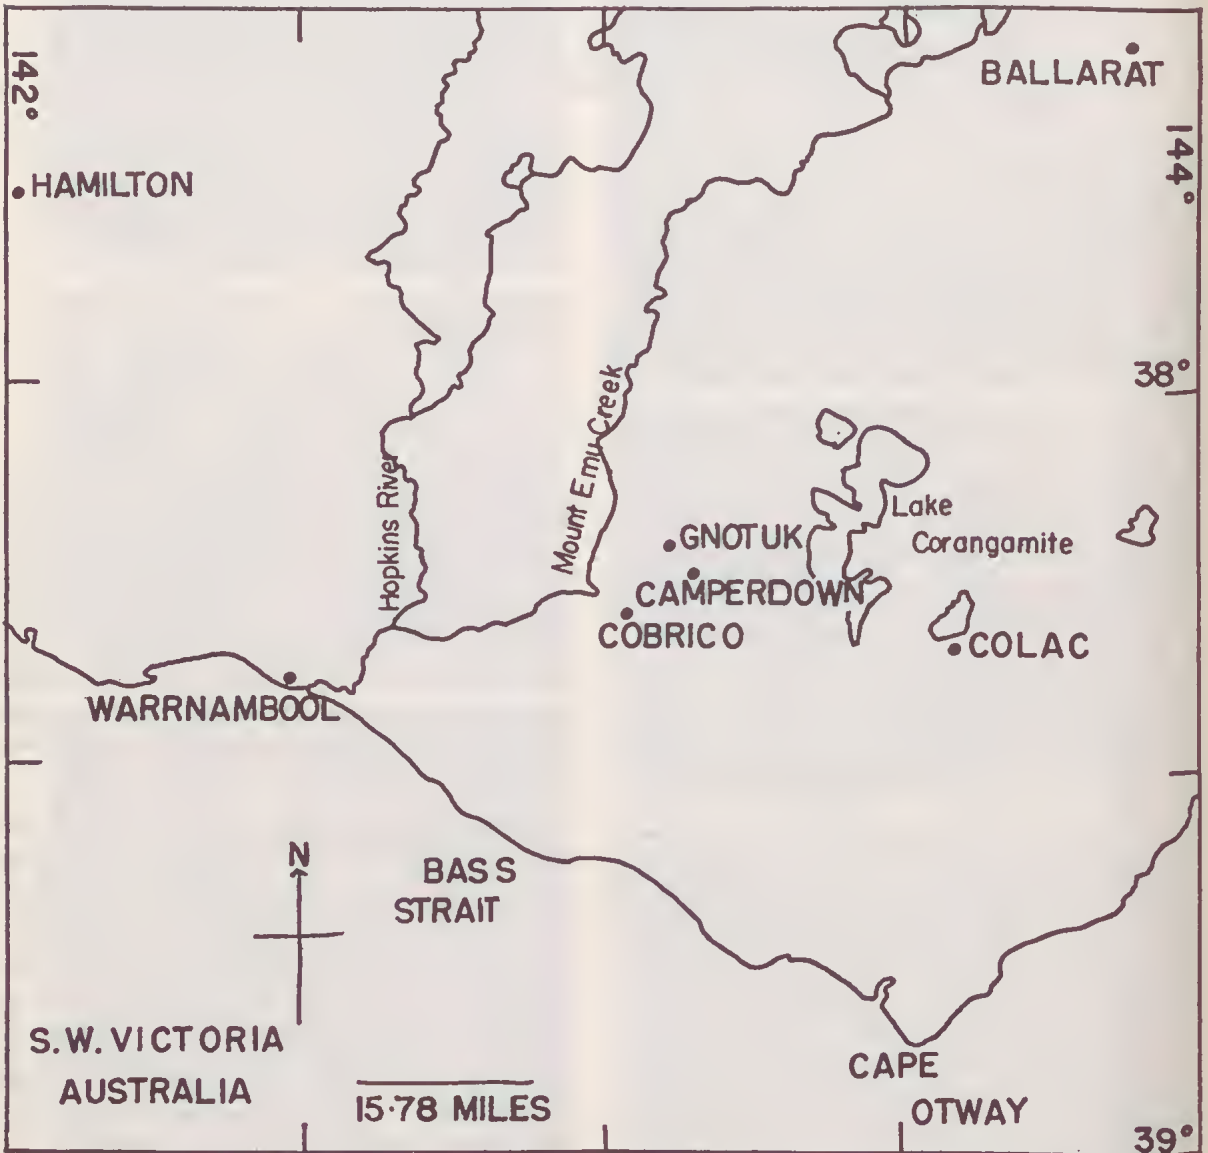 142°
BALLARAT
144°
HAMILTON
38°
Mount Emu Creek
Hopkins River
Lake
Corangamite
GNOTUK
CAMPERDOWN
COBRICO
COLAC
WARRNAMBOOL
N
BASS
STRAIT
S.W. VICTORIA
AUSTRALIA
15·78 MILES
CAPE
OTWAY
39°